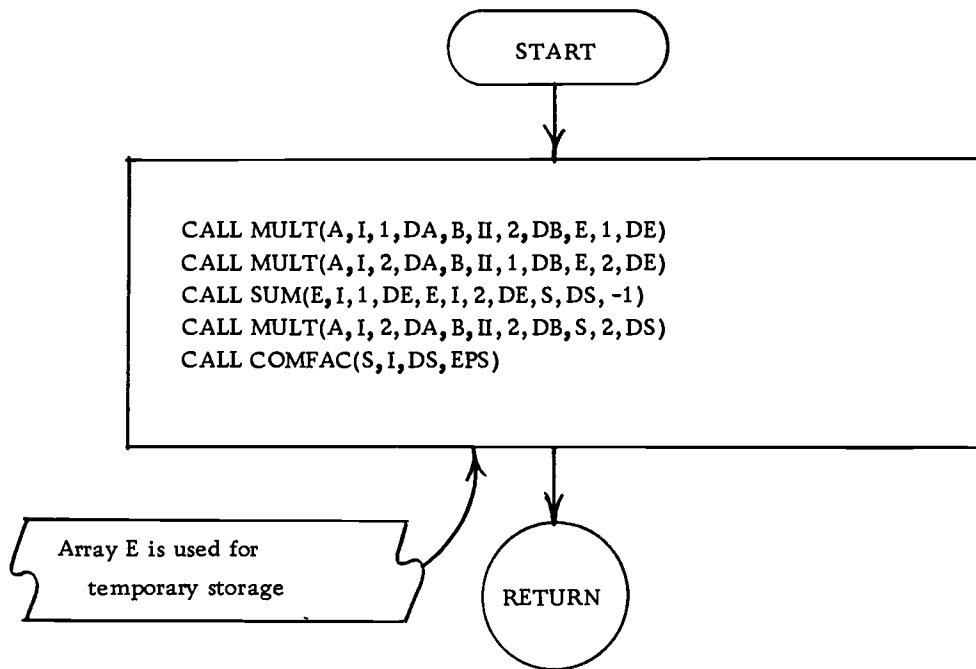 START
CALL MULT(A,I,1,DA,B,II,2,DB,E,1,DE)
CALL MULT(A,I,2,DA,B,II,1,DB,E,2,DE)
CALL SUM(E,I,1,DE,E,I,2,DE,S,DS,-1)
CALL MULT(A,I,2,DA,B,II,2,DB,S,2,DS)
CALL COMFAC(S,I,DS,EPS)
Array E is used for
temporary storage
RETURN